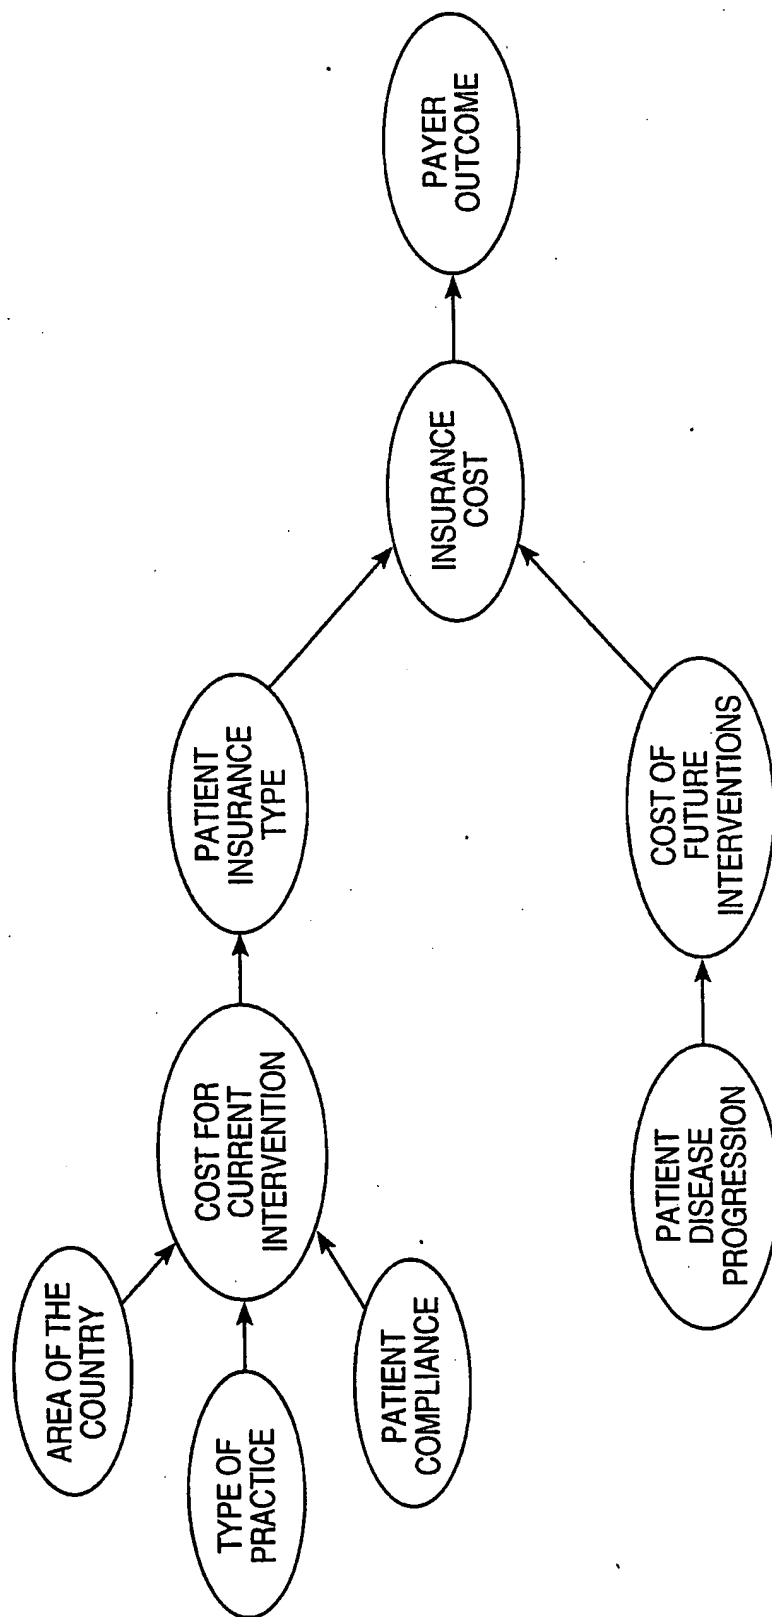 AREA OF THE
COUNTRY
TYPE OF
PRACTICE
PATIENT
COMPLIANCE
COST FOR
CURRENT
INTERVENTION
PATIENT
INSURANCE
TYPE
PATIENT
DISEASE
PROGRESSION
COST OF
FUTURE
INTERVENTIONS
INSURANCE
COST
PAYER
OUTCOME